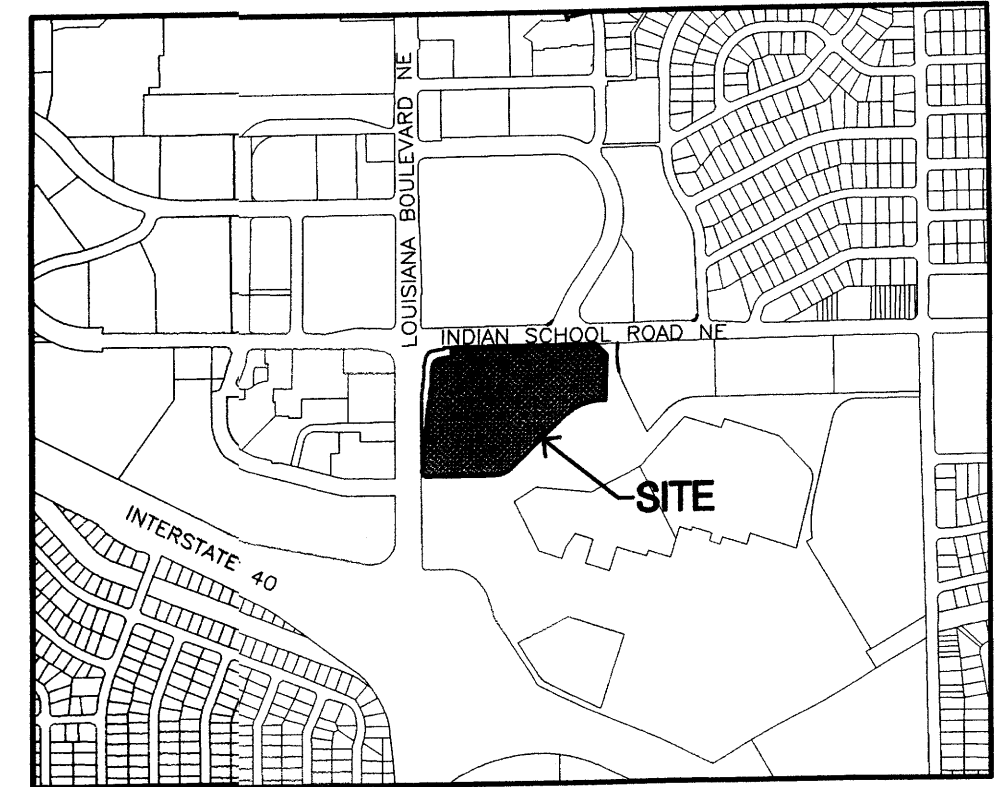 LOUISIANA BOULEVARD NE
INDIAN SCHOOL ROAD NE
SITE
INTERSTATE 40